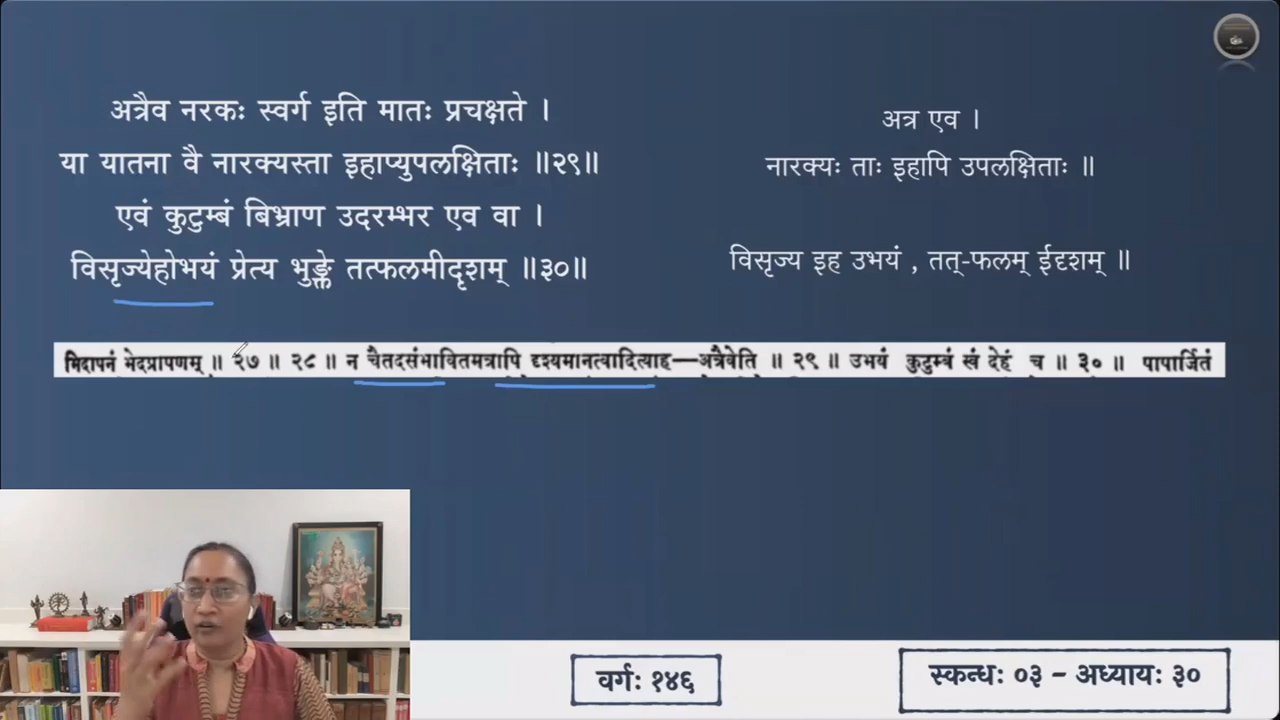 अत्रैव नरकः स्वर्ग इति मातः प्रचक्षते ।
या यातना वै नारक्यस्ता इहाप्युपलक्षिताः ॥२९॥
एवं कुटुम्बं बिभ्राण उदरम्भर एव वा ।
विसृज्येहोभयं प्रेत्य भुङ्क्ते तत्फलमीदृशम् ॥३०॥
अत्र एव ।
नारक्यः ताः इहापि उपलक्षिताः ॥
विसृज्य इह उभयं , तत्-फलम् ईदृशम् ॥
मिदापनं भेदप्रापणम् ॥ २७ ॥ २८ ॥ न चैतदसंभावितमत्रापि दृश्यमानत्वादित्याह—अत्रैवेति ॥ २९ ॥ उभयं कुटुम्बं स्वं देहं च ॥ ३० ॥ पापार्जितं
वर्गः १४६
स्कन्धः ०३ - अध्यायः ३०